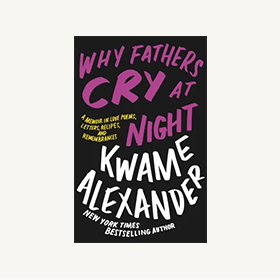 WHY FATHERS
CRY AT
NIGHT
A MEMOIR IN LOVE POEMS,
LETTERS, RECIPES,
AND
REMEMBRANCES
KWAME
ALEXANDER
NEW YORK TIMES
BESTSELLING AUTHOR